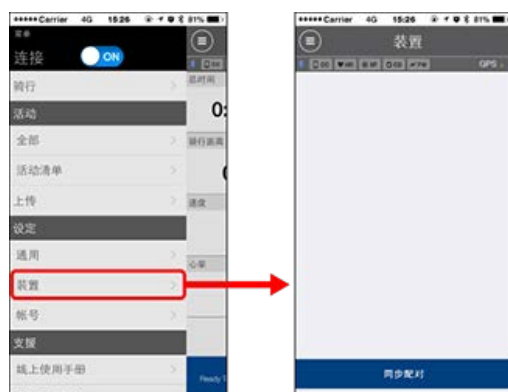 ●●●●●Carrier 4G 15:26 81%
菜单
连接 ON
骑行
活动
全部
活动清单
上传
设定
通用
装置
帐号
支援
线上使用手册
总时间
0:
骑行距离
速度
心率
Ready T
●●●●●Carrier 4G 15:26 81%
装置
GPS
同步配对